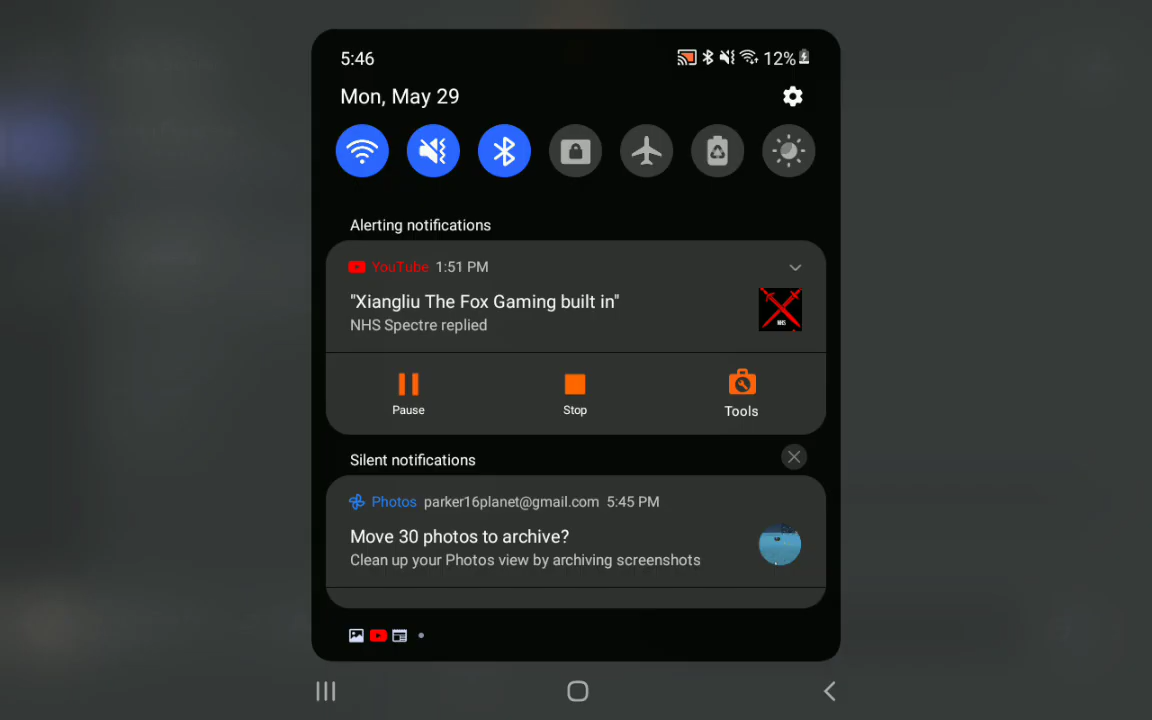 5:46
12%
Mon, May 29
Alerting notifications
YouTube 1:51 PM
"Xiangliu The Fox Gaming built in"
NHS Spectre replied
NHS
Pause
Stop
Tools
Silent notifications
Photos parker16planet@gmail.com 5:45 PM
Move 30 photos to archive?
Clean up your Photos view by archiving screenshots